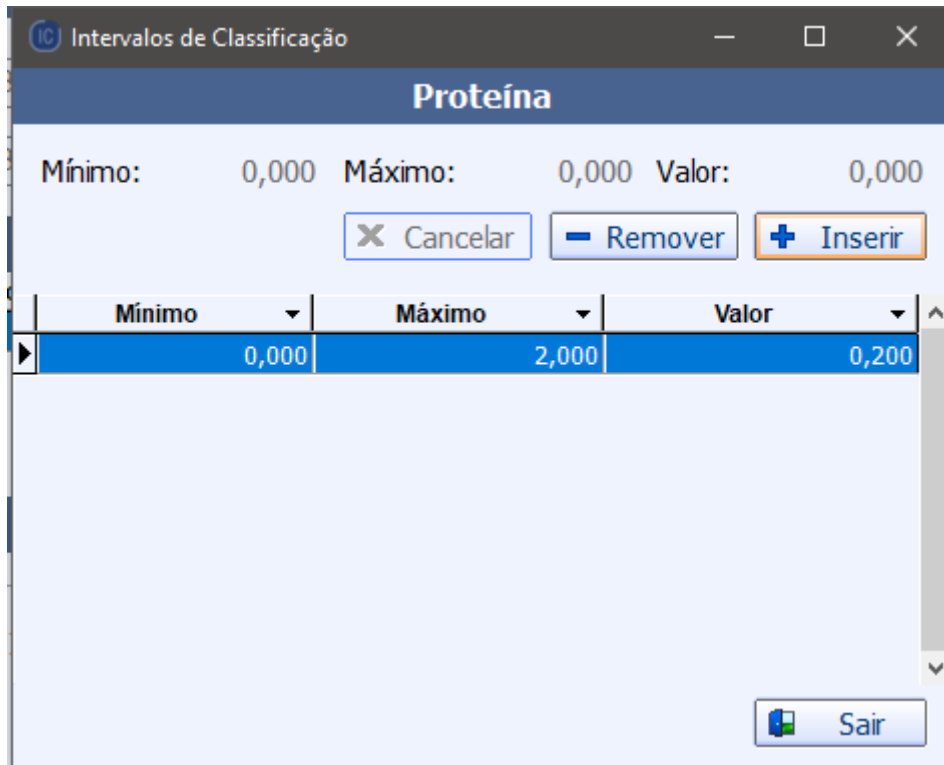 IC Intervalos de Classificação
Proteína
Mínimo: 0,000 Máximo: 0,000 Valor: 0,000
Cancelar Remover Inserir
Mínimo Máximo Valor
0,000 2,000 0,200
Sair